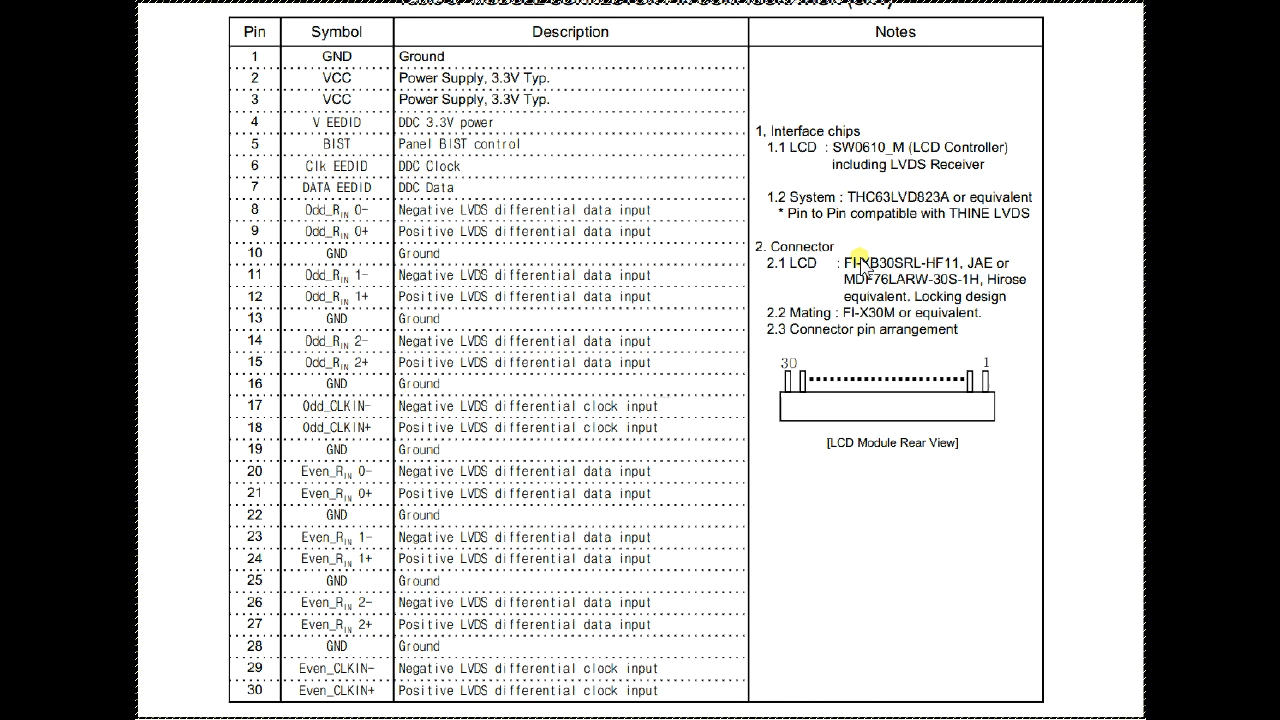 Pin Symbol Description Notes
1 GND Ground
2 VCC Power Supply, 3.3V Typ.
3 VCC Power Supply, 3.3V Typ.
4 V EEDID DDC 3.3V power
5 BIST Panel BIST control
6 Clk EEDID DDC Clock
7 DATA EEDID DDC Data
8 Odd_RIN 0- Negative LVDS differential data input
9 Odd_RIN 0+ Positive LVDS differential data input
10 GND Ground
11 Odd_RIN 1- Negative LVDS differential data input
12 Odd_RIN 1+ Positive LVDS differential data input
13 GND Ground
14 Odd_RIN 2- Negative LVDS differential data input
15 Odd_RIN 2+ Positive LVDS differential data input
16 GND Ground
17 Odd_CLKIN- Negative LVDS differential clock input
18 Odd_CLKIN+ Positive LVDS differential clock input
19 GND Ground
20 Even_RIN 0- Negative LVDS differential data input
21 Even_RIN 0+ Positive LVDS differential data input
22 GND Ground
23 Even_RIN 1- Negative LVDS differential data input
24 Even_RIN 1+ Positive LVDS differential data input
25 GND Ground
26 Even_RIN 2- Negative LVDS differential data input
27 Even_RIN 2+ Positive LVDS differential data input
28 GND Ground
29 Even_CLKIN- Negative LVDS differential clock input
30 Even_CLKIN+ Positive LVDS differential clock input
1, Interface chips
1.1 LCD : SW0610_M (LCD Controller)
including LVDS Receiver
1.2 System : THC63LVD823A or equivalent
* Pin to Pin compatible with THINE LVDS
2. Connector
2.1 LCD : FI-XB30SRL-HF11, JAE or
MDF76LARW-30S-1H, Hirose
equivalent. Locking design
2.2 Mating : FI-X30M or equivalent.
2.3 Connector pin arrangement
30 1
[LCD Module Rear View]